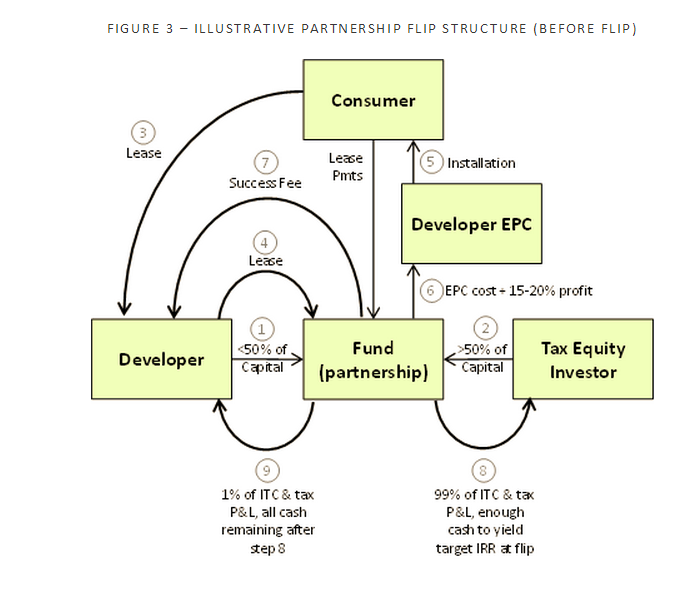 FIGURE 3 – ILLUSTRATIVE PARTNERSHIP FLIP STRUCTURE (BEFORE FLIP)
Consumer
3
Lease
7
Success Fee
Lease
Pmts
5 Installation
Developer EPC
4
Lease
6 EPC cost + 15-20% profit
1
<50% of
Capital
2
>50% of
Capital
Developer
Fund
(partnership)
Tax Equity
Investor
9
1% of ITC & tax
P&L, all cash
remaining after
step 8
8
99% of ITC & tax
P&L, enough
cash to yield
target IRR at flip